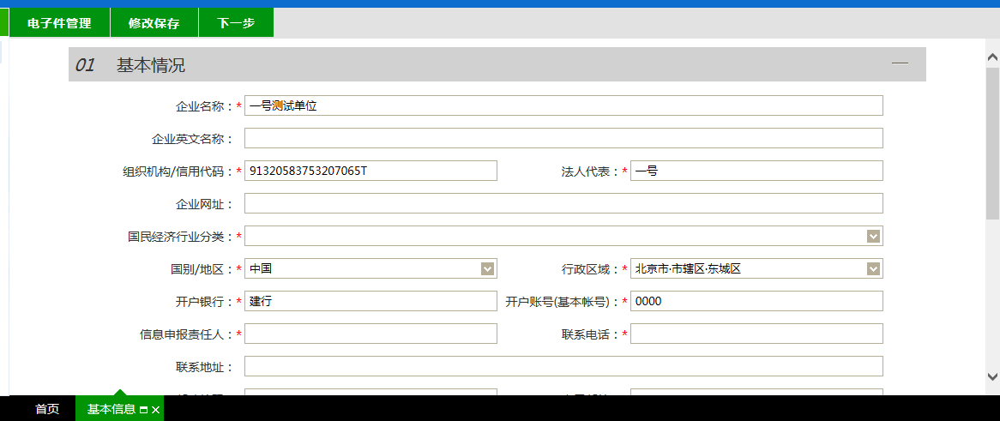 电子件管理 修改保存 下一步
01 基本情况
企业名称：* 一号测试单位
企业英文名称：
组织机构/信用代码：* 91320583753207065T 法人代表：* 一号
企业网址：
国民经济行业分类：*
国别/地区：* 中国 行政区域：* 北京市·市辖区·东城区
开户银行：* 建行 开户账号(基本帐号)：* 0000
信息申报责任人：* 联系电话：*
联系地址：
首页 基本信息